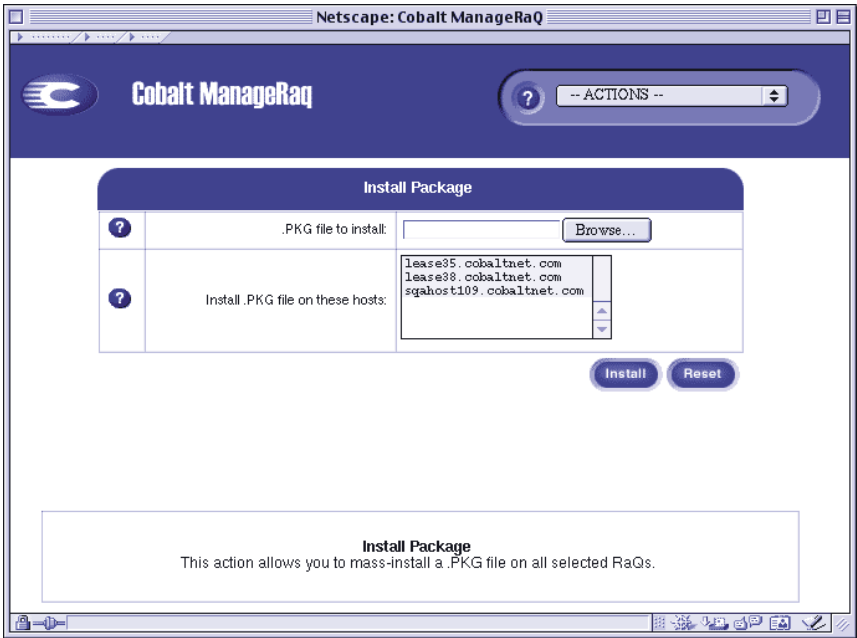 Netscape: Cobalt ManageRaQ
Cobalt ManageRaq
?
-- ACTIONS --
Install Package
?
.PKG file to install:
Browse...
?
Install .PKG file on these hosts:
lease35.cobaltnet.com
lease38.cobaltnet.com
sqahost109.cobaltnet.com
Install
Reset
Install Package
This action allows you to mass-install a .PKG file on all selected RaQs.